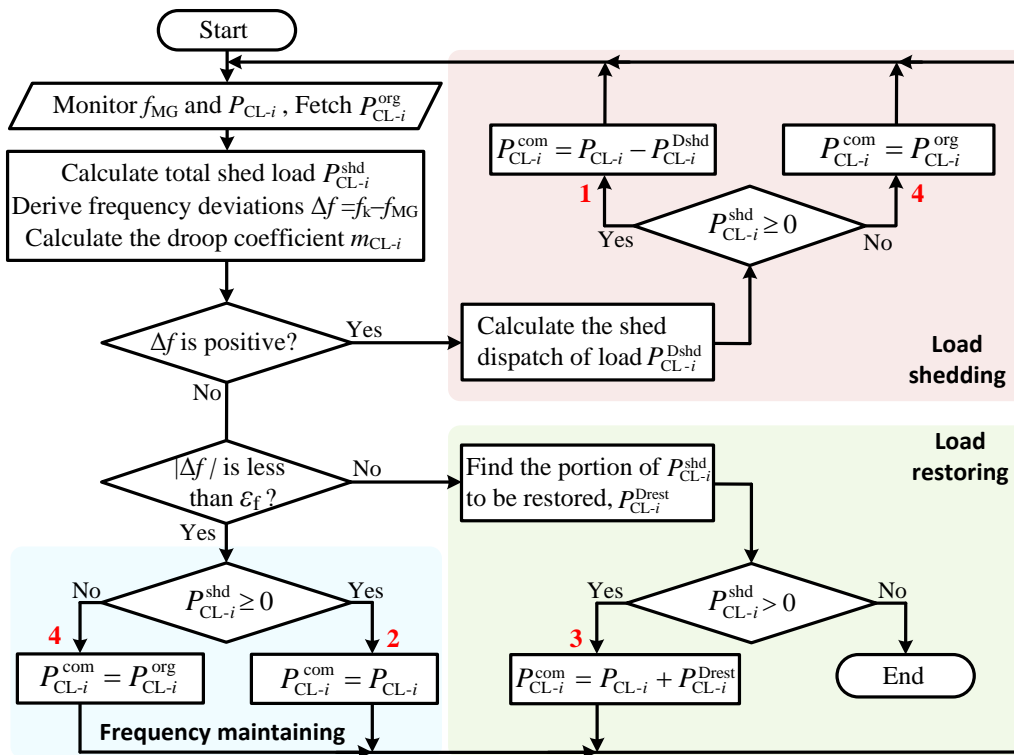 Start
Monitor f_MG and P_CL-i , Fetch P_CL-i^org
Calculate total shed load P_CL-i^shd
Derive frequency deviations Δf =f_k−f_MG
Calculate the droop coefficient m_CL-i
Δf is positive?
Yes
No
Calculate the shed
dispatch of load P_CL-i^Dshd
P_CL-i^shd ≥ 0
Yes
No
1
P_CL-i^com = P_CL-i − P_CL-i^Dshd
4
P_CL-i^com = P_CL-i^org
Load
shedding
|Δf / is less
than ε_f ?
No
Yes
Find the portion of P_CL-i^shd
to be restored, P_CL-i^Drest
Load
restoring
P_CL-i^shd ≥ 0
No
Yes
4
P_CL-i^com = P_CL-i^org
2
P_CL-i^com = P_CL-i
Frequency maintaining
P_CL-i^shd > 0
Yes
No
3
P_CL-i^com = P_CL-i + P_CL-i^Drest
End